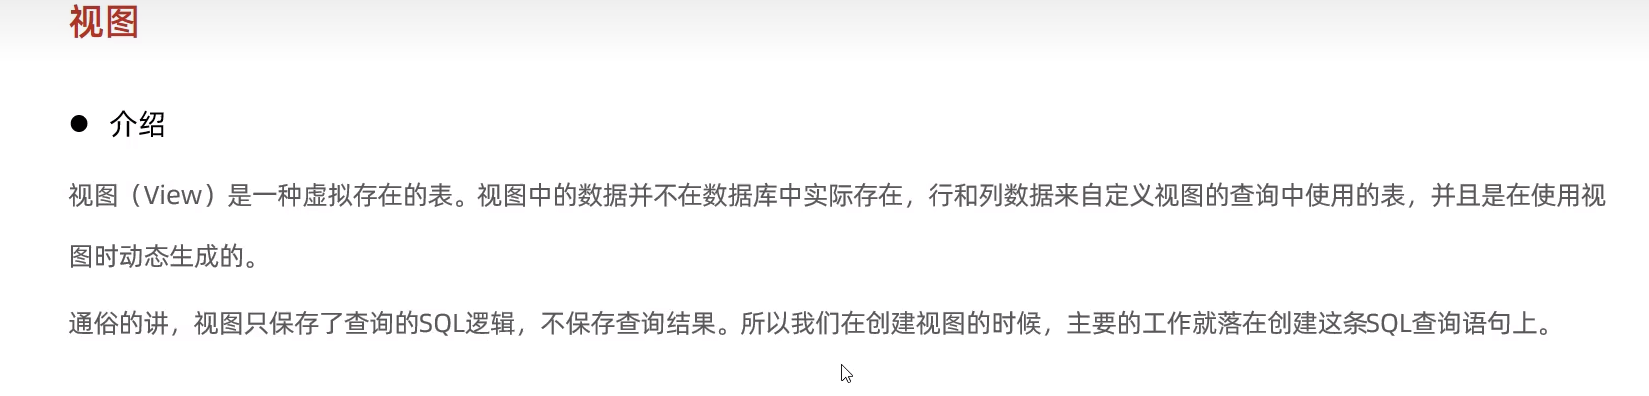 视图
● 介绍
视图（View）是一种虚拟存在的表。视图中的数据并不在数据库中实际存在，行和列数据来自定义视图的查询中使用的表，并且是在使用视
图时动态生成的。
通俗的讲，视图只保存了查询的SQL逻辑，不保存查询结果。所以我们在创建视图的时候，主要的工作就落在创建这条SQL查询语句上。